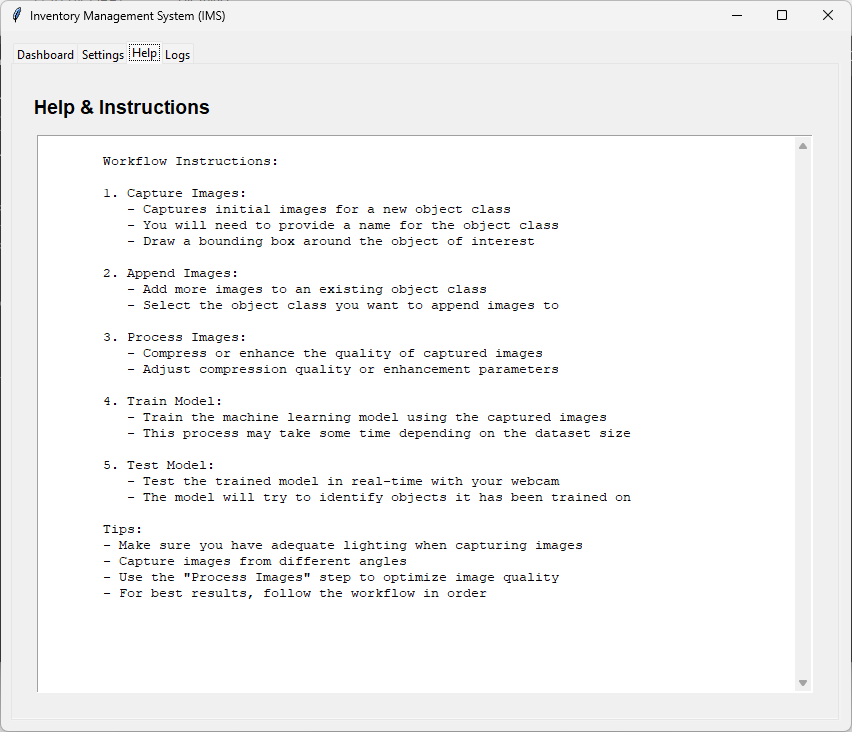 Inventory Management System (IMS)
Dashboard Settings Help Logs
Help & Instructions
Workflow Instructions:
1. Capture Images:
- Captures initial images for a new object class
- You will need to provide a name for the object class
- Draw a bounding box around the object of interest
2. Append Images:
- Add more images to an existing object class
- Select the object class you want to append images to
3. Process Images:
- Compress or enhance the quality of captured images
- Adjust compression quality or enhancement parameters
4. Train Model:
- Train the machine learning model using the captured images
- This process may take some time depending on the dataset size
5. Test Model:
- Test the trained model in real-time with your webcam
- The model will try to identify objects it has been trained on
Tips:
- Make sure you have adequate lighting when capturing images
- Capture images from different angles
- Use the "Process Images" step to optimize image quality
- For best results, follow the workflow in order